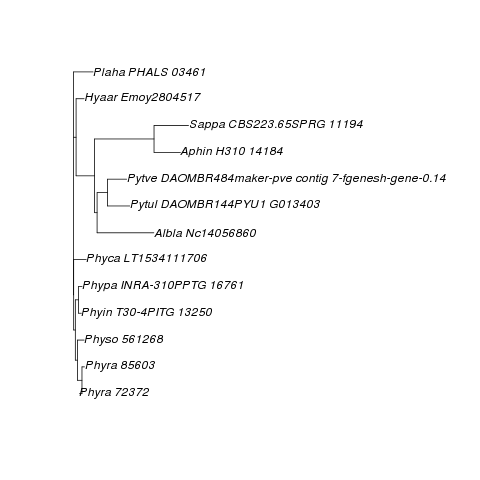 Plaha PHALS 03461
Hyaar Emoy2804517
Sappa CBS223.65SPRG 11194
Aphin H310 14184
Pytve DAOMBR484maker-pve contig 7-fgenesh-gene-0.14
Pytul DAOMBR144PYU1 G013403
Albla Nc14056860
Phyca LT1534111706
Phypa INRA-310PPTG 16761
Phyin T30-4PITG 13250
Physo 561268
Phyra 85603
Phyra 72372